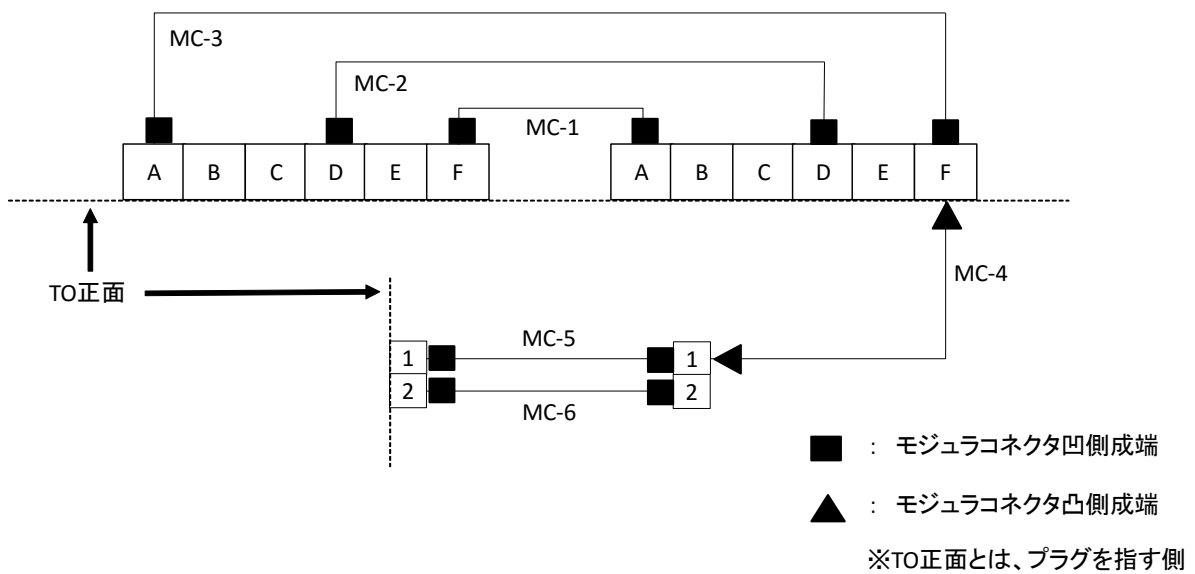 MC-3
MC-2
MC-1
A B C D E F
A B C D E F
TO正面
MC-4
MC-5
1
1
2
2
MC-6
： モジュラコネクタ凹側成端
： モジュラコネクタ凸側成端
※TO正面とは、プラグを指す側